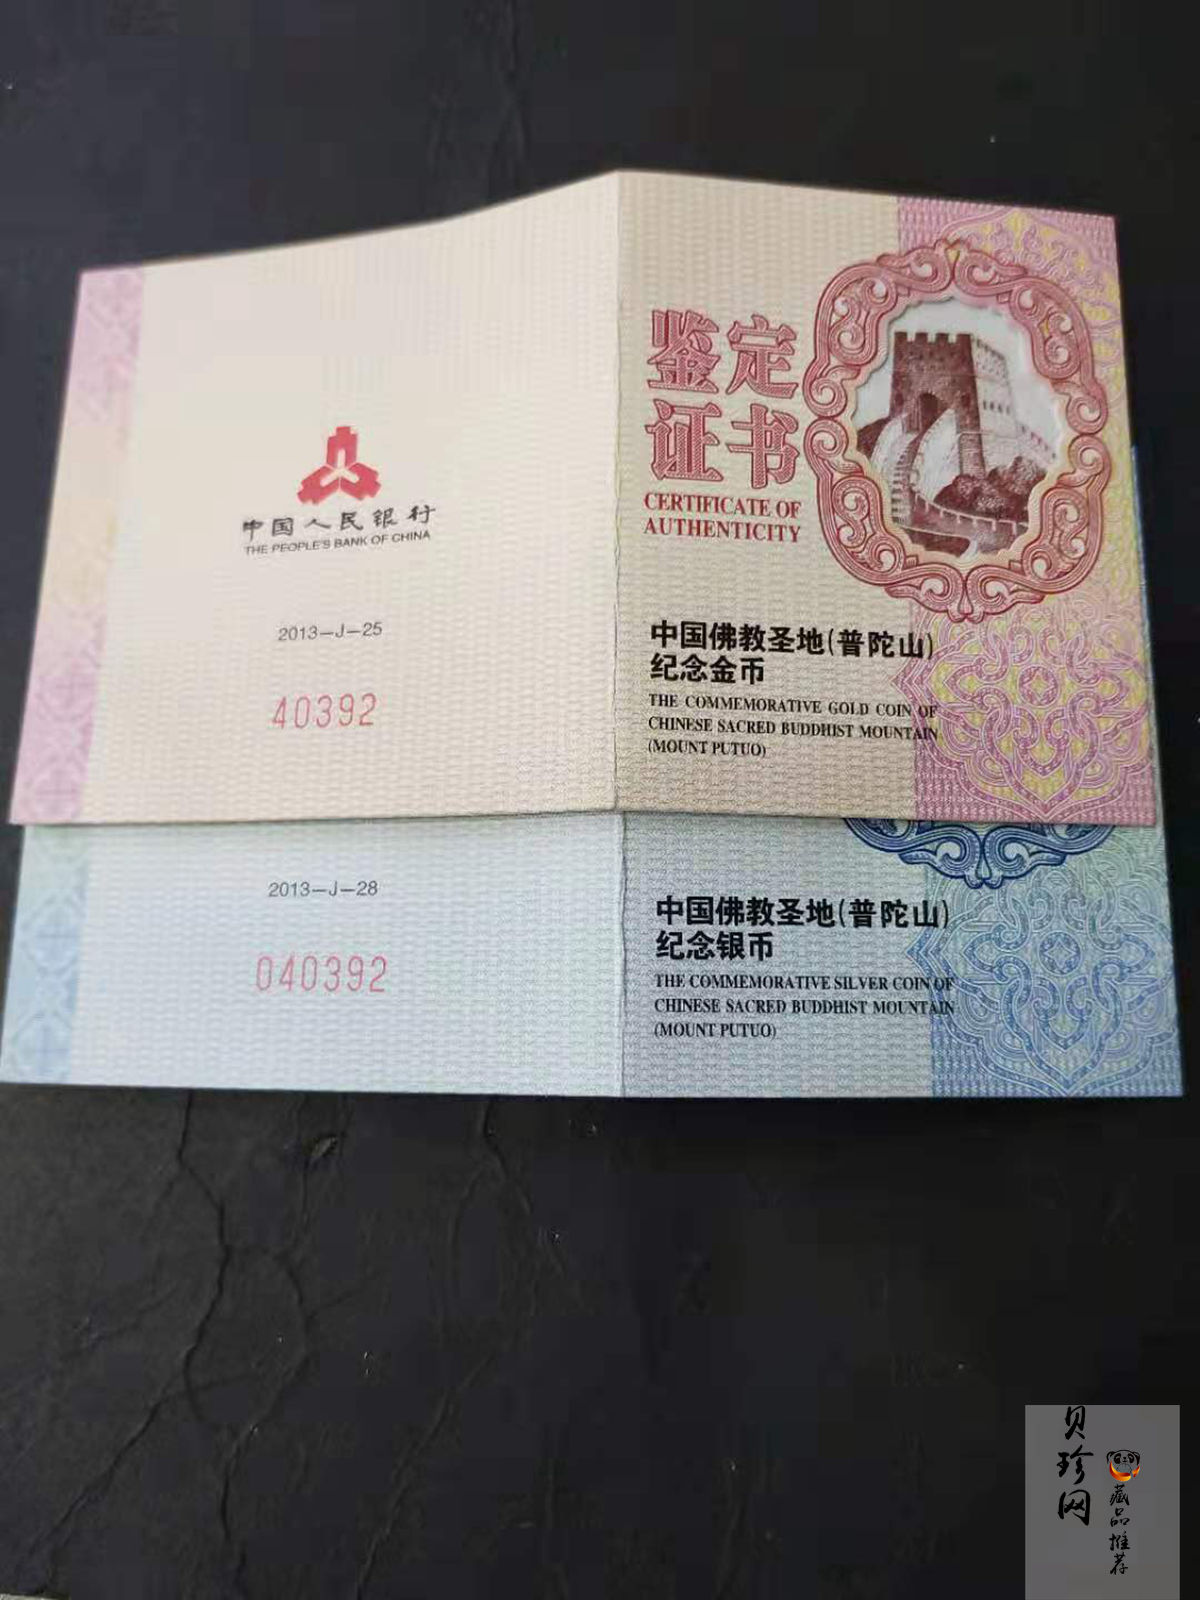 中国人民银行
THE PEOPLE'S BANK OF CHINA
2013-J-25
40392
鉴定
证书
CERTIFICATE OF
AUTHENTICITY
中国佛教圣地(普陀山)
纪念金币
THE COMMEMORATIVE GOLD COIN OF
CHINESE SACRED BUDDHIST MOUNTAIN
(MOUNT PUTUO)
2013-J-28
040392
中国佛教圣地(普陀山)
纪念银币
THE COMMEMORATIVE SILVER COIN OF
CHINESE SACRED BUDDHIST MOUNTAIN
(MOUNT PUTUO)
贝珍网
藏品推荐